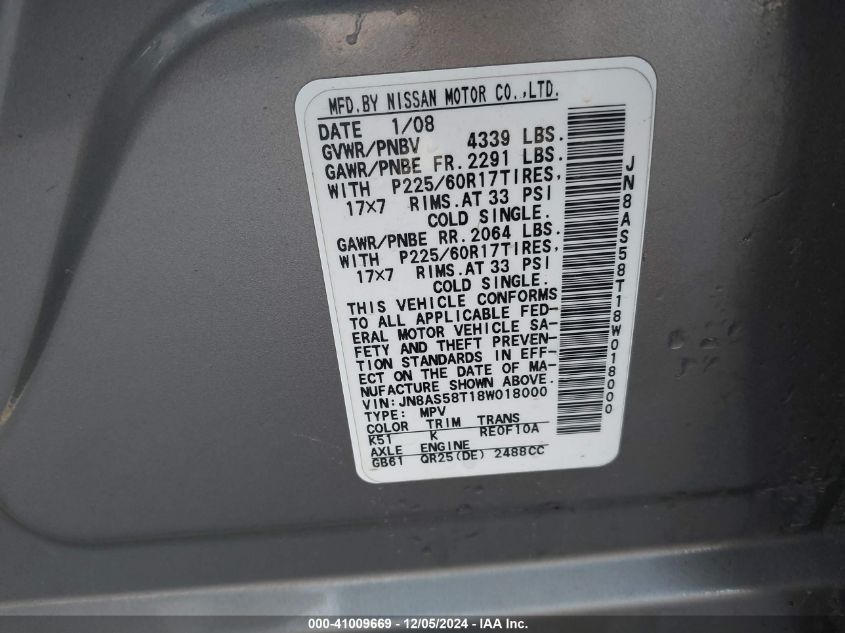 MFD.BY NISSAN MOTOR CO.,LTD.
DATE 1/08
GVWR/PNBV 4339 LBS.
GAWR/PNBE FR.2291 LBS.
WITH P225/60R17TIRES,
17X7 RIMS.AT 33 PSI
COLD SINGLE.
GAWR/PNBE RR.2064 LBS.
WITH P225/60R17TIRES,
17X7 RIMS.AT 33 PSI
COLD SINGLE.
THIS VEHICLE CONFORMS
TO ALL APPLICABLE FED-
ERAL MOTOR VEHICLE SA-
FETY AND THEFT PREVEN-
TION STANDARDS IN EFF-
ECT ON THE DATE OF MA-
NUFACTURE SHOWN ABOVE.
VIN:JN8AS58T18W018000
TYPE: MPV
COLOR TRIM TRANS
K51 K RE0F10A
AXLE ENGINE
GB61 QR25(DE) 2488CC
JN8AS58T18W018000
000-41009669 - 12/05/2024 - IAA Inc.